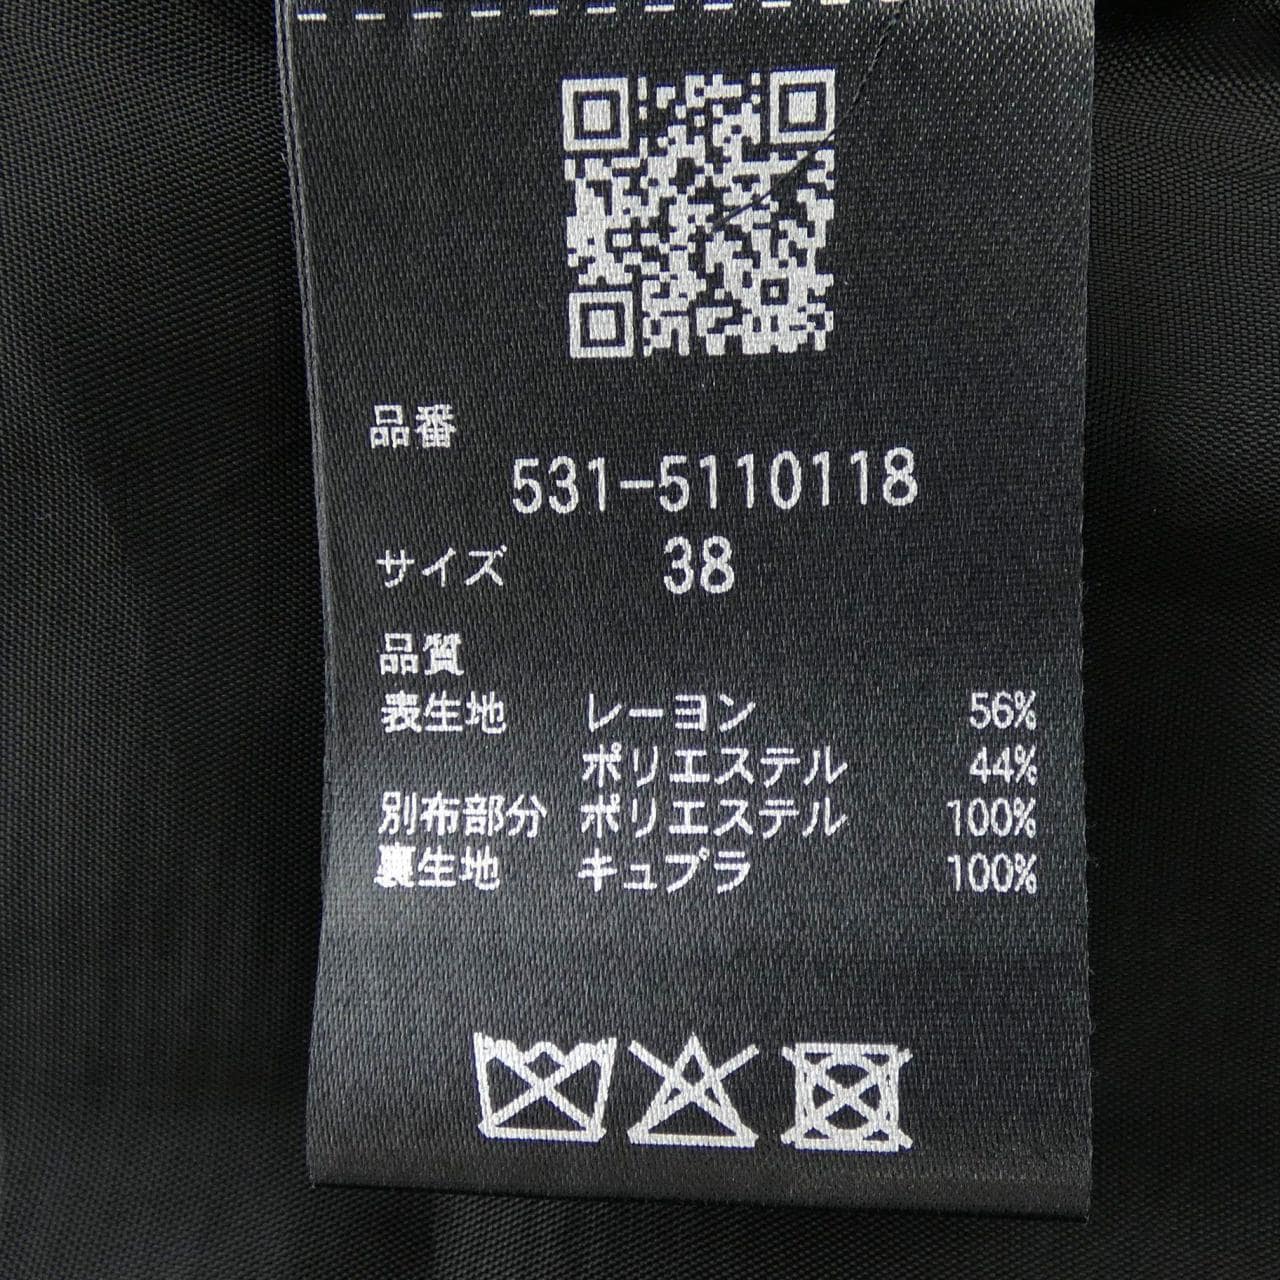 品番
531-5110118
サイズ 38
品質
表生地 レーヨン 56%
ポリエステル 44%
別布部分 ポリエステル 100%
裏生地 キュプラ 100%